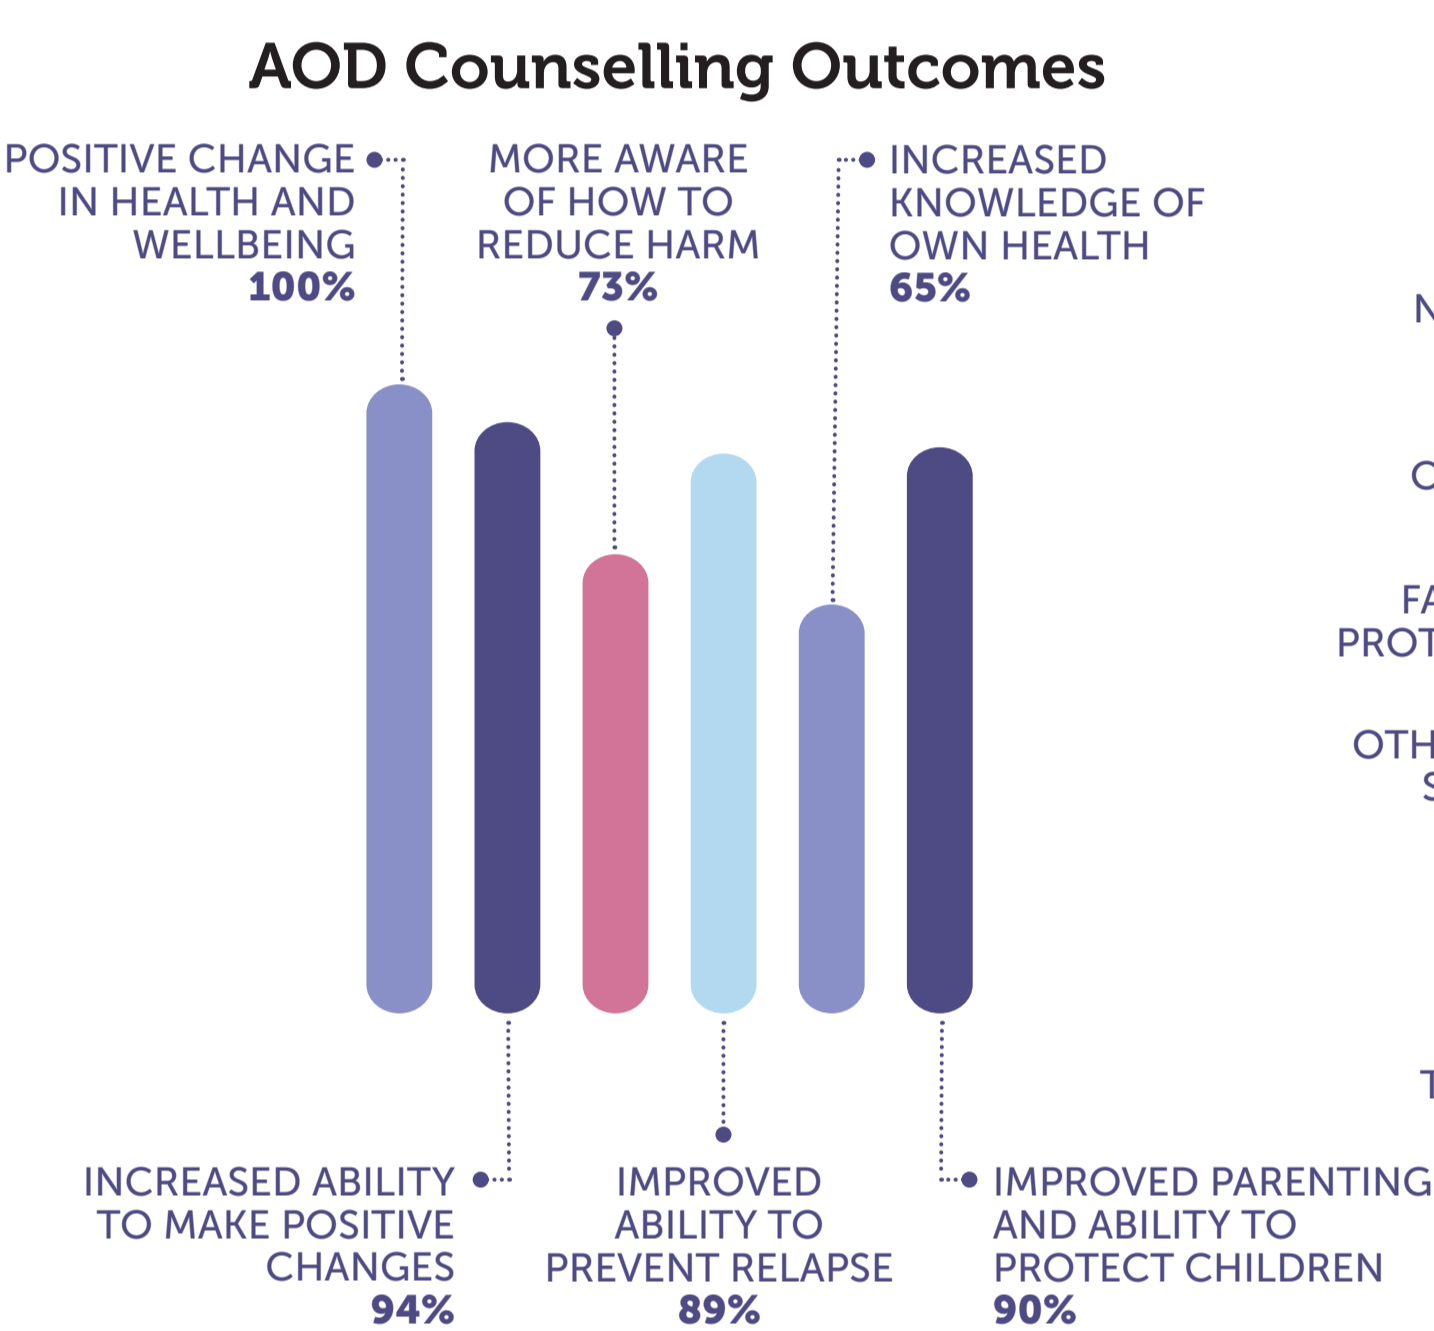 AOD Counselling Outcomes
POSITIVE CHANGE
IN HEALTH AND
WELLBEING
100%
MORE AWARE
OF HOW TO
REDUCE HARM
73%
INCREASED
KNOWLEDGE OF
OWN HEALTH
65%
INCREASED ABILITY
TO MAKE POSITIVE
CHANGES
94%
IMPROVED
ABILITY TO
PREVENT RELAPSE
89%
IMPROVED PARENTING
AND ABILITY TO
PROTECT CHILDREN
90%